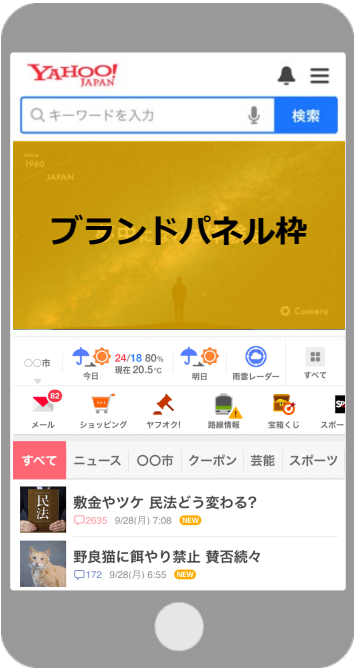 YAHOO!
JAPAN
キーワードを入力
検索
since
1960
JAPAN
ブランドパネル枠
Camera
〇〇市
24/18 80%
現在 20.5℃
今日
明日
雨雲レーダー
すべて
82
メール
ショッピング
ヤフオク!
路線情報
宝箱くじ
スポー
すべて
ニュース
〇〇市
クーポン
芸能
スポーツ
民法
敷金やツケ 民法どう変わる?
2635 9/28(月) 7:08 NEW
野良猫に餌やり禁止 賛否続々
172 9/28(月) 6:55 NEW